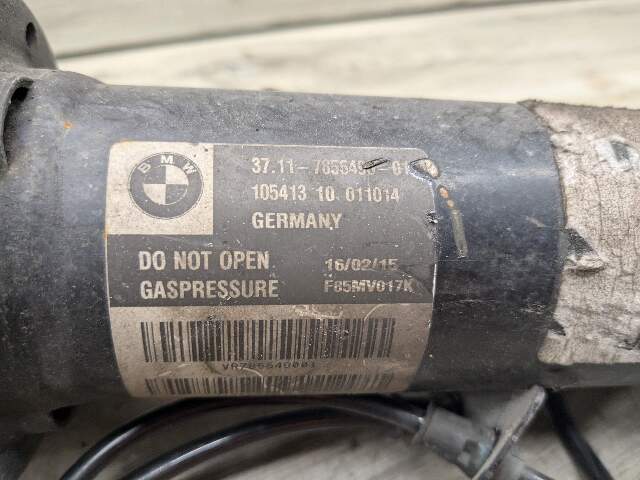 BMW
37.11-
105413 10 011014
GERMANY
DO NOT OPEN
GASPRESSURE
16/02/15
F85MV017K